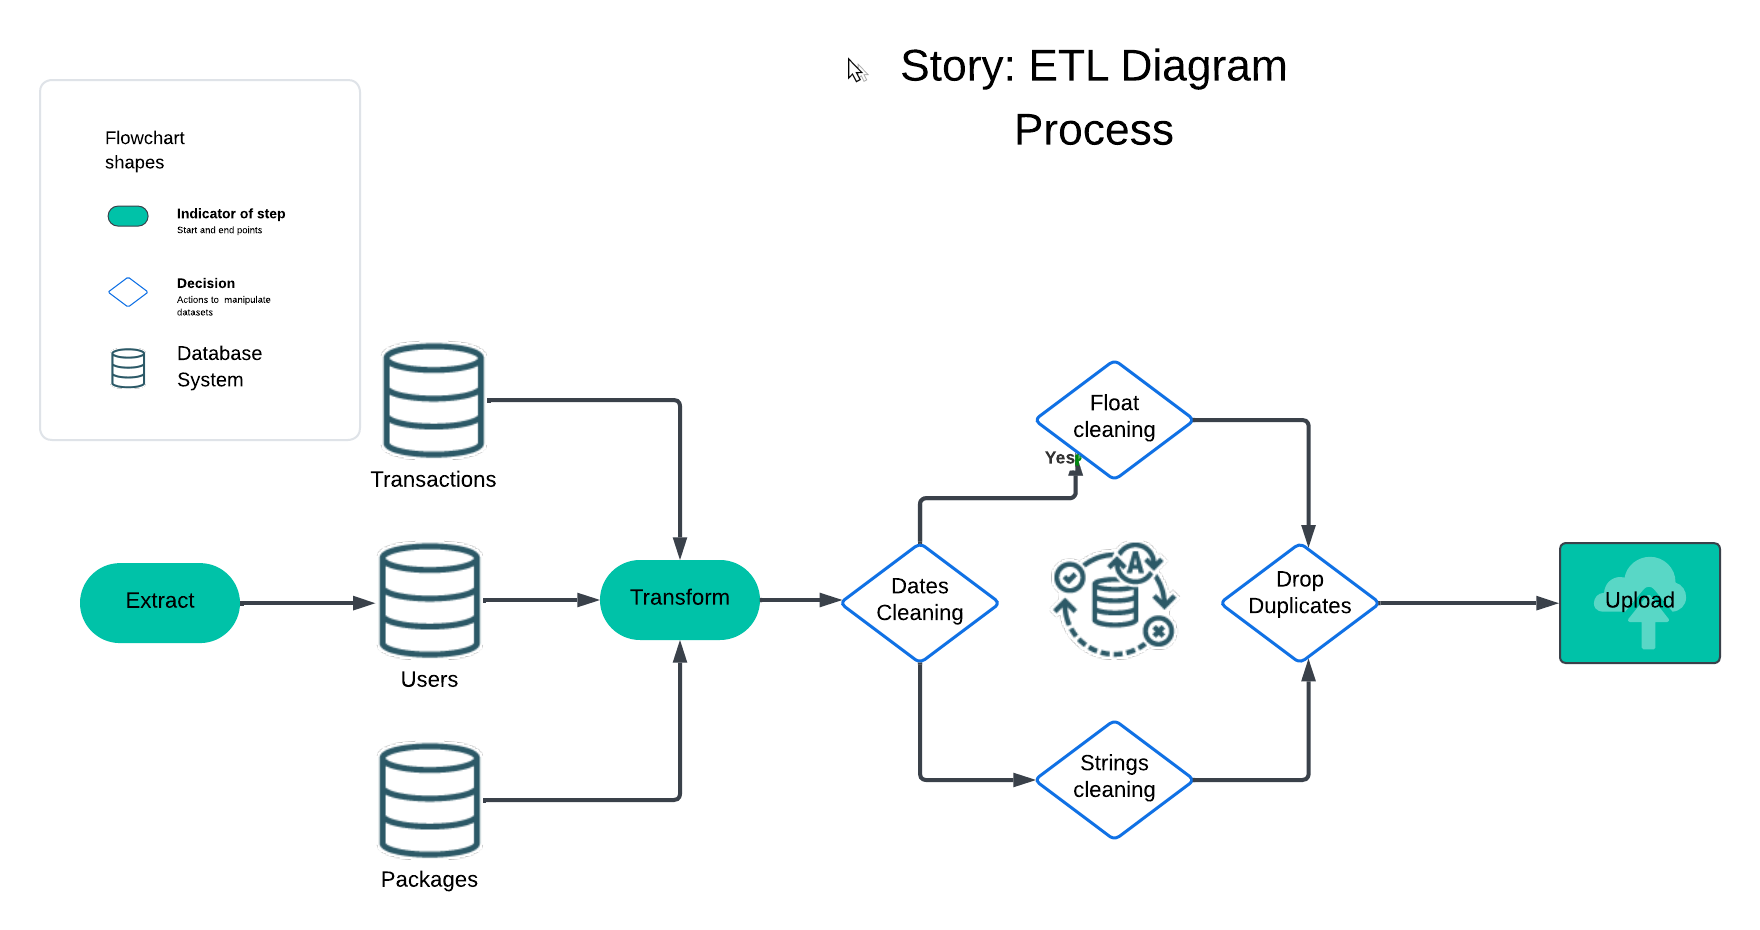 Story: ETL Diagram
Process
Flowchart
shapes
Indicator of step
Start and end points
Decision
Actions to manipulate
datasets
Database
System
Transactions
Extract
Users
Packages
Transform
Dates
Cleaning
Yes
Float
cleaning
A
Strings
cleaning
Drop
Duplicates
Upload